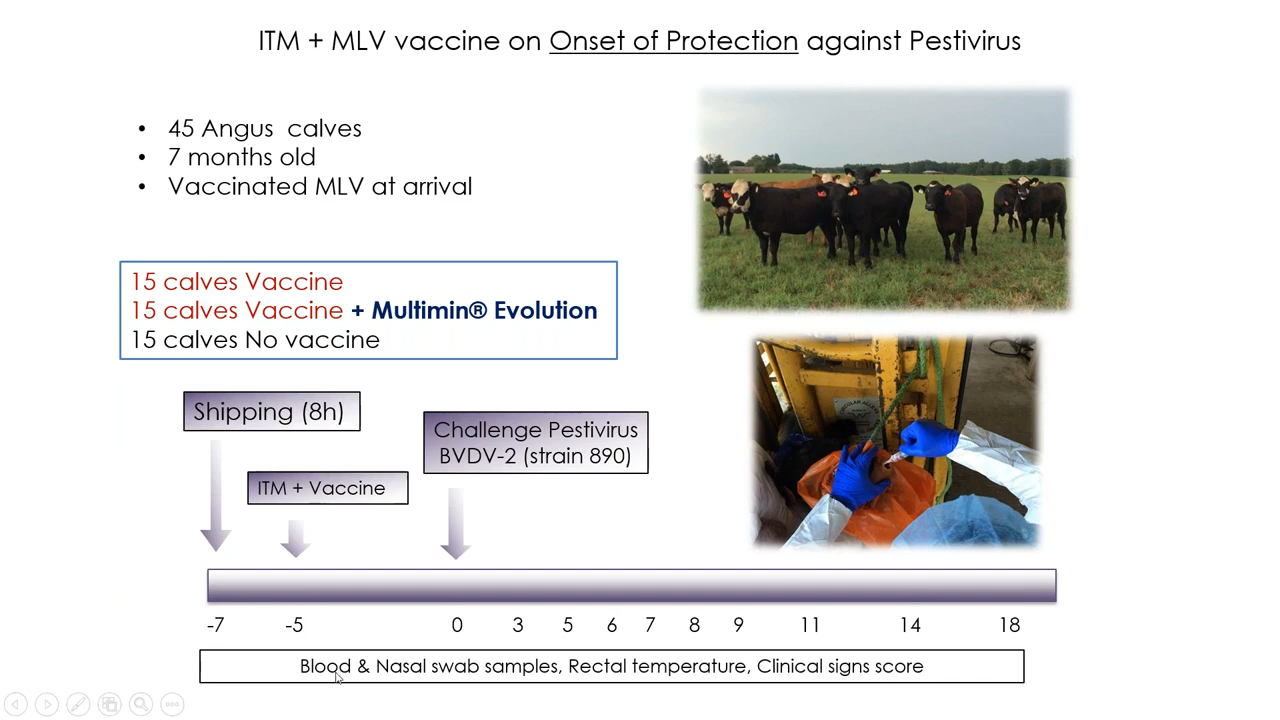 ITM + MLV vaccine on Onset of Protection against Pestivirus
• 45 Angus calves
• 7 months old
• Vaccinated MLV at arrival
15 calves Vaccine
15 calves Vaccine + Multimin® Evolution
15 calves No vaccine
Shipping (8h)
Challenge Pestivirus
BVDV-2 (strain 890)
ITM + Vaccine
-7 -5 0 3 5 6 7 8 9 11 14 18
Blood & Nasal swab samples, Rectal temperature, Clinical signs score